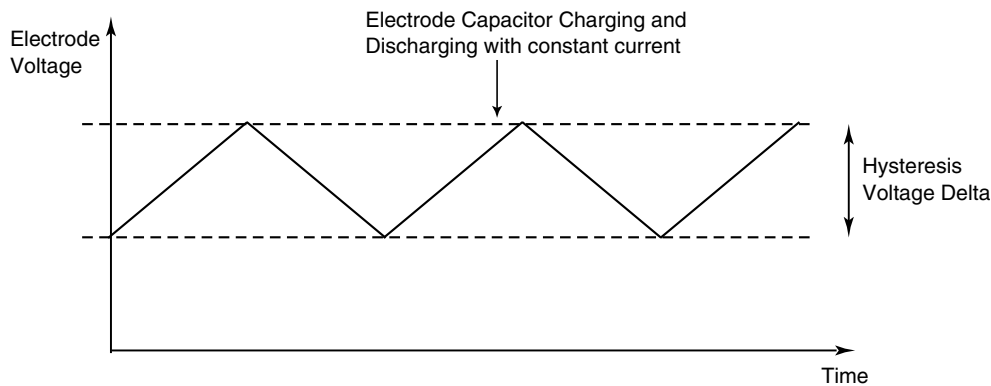 Electrode Capacitor Charging and
Discharging with constant current
Electrode
Voltage
Hysteresis
Voltage Delta
Time